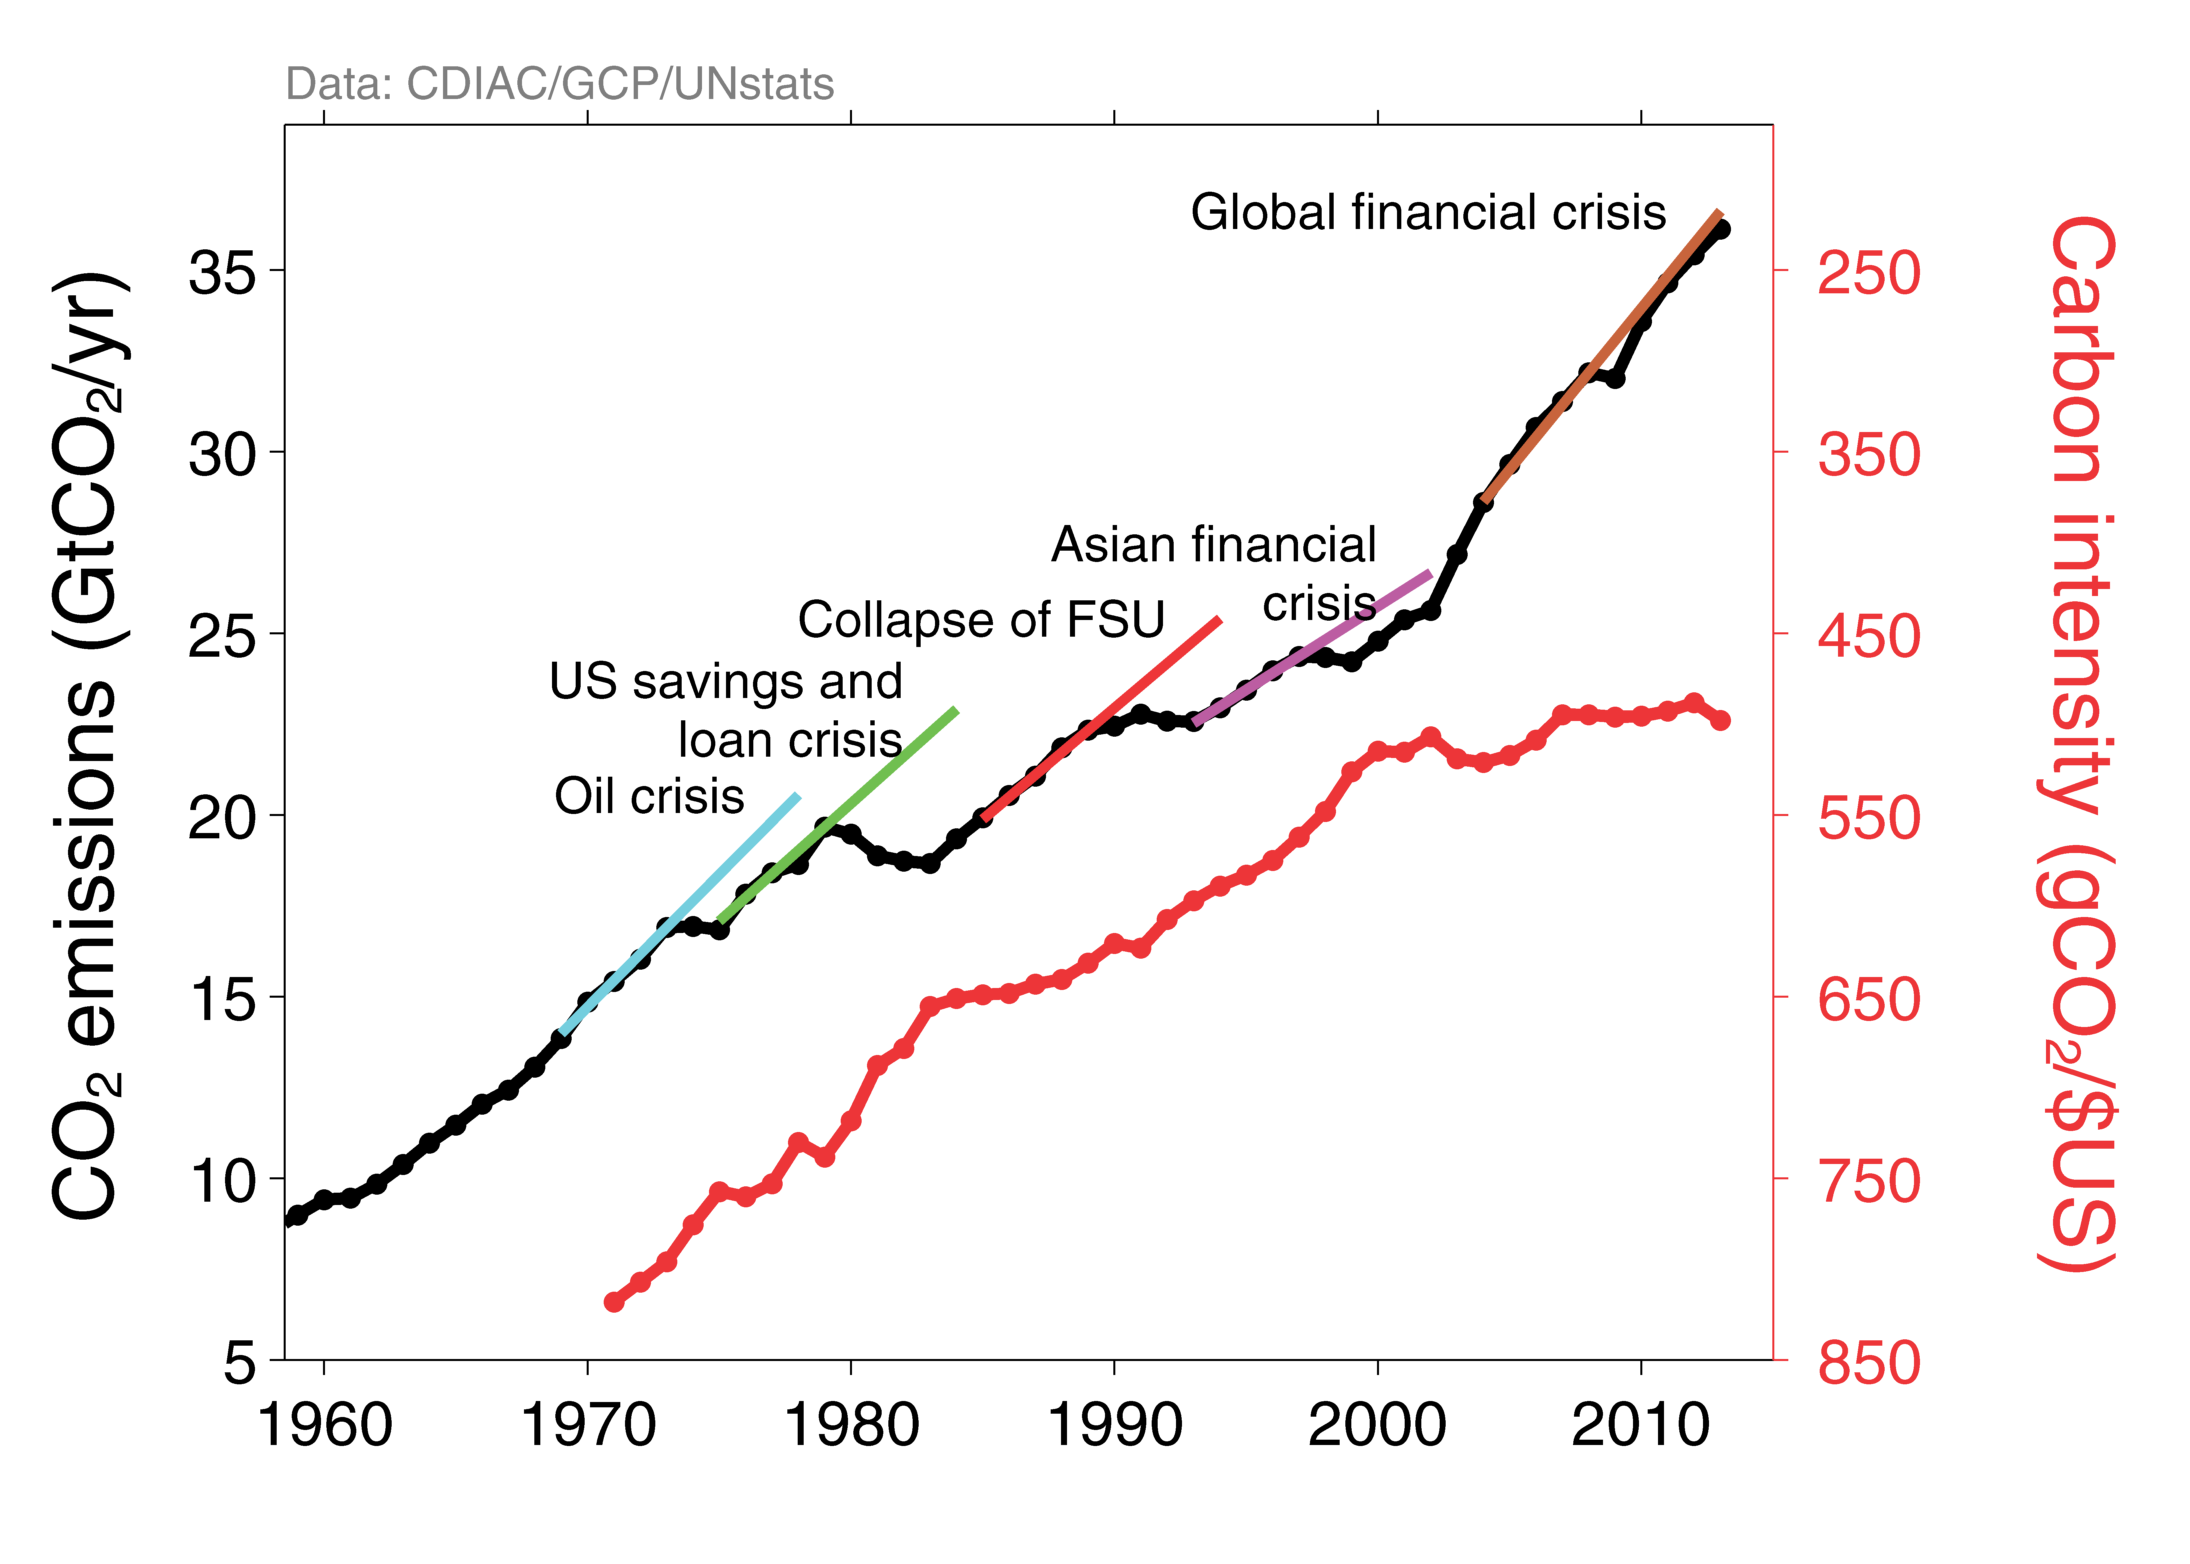 Data: CDIAC/GCP/UNstats
CO₂ emissions (GtCO₂/yr)
35
30
25
20
15
10
5
Global financial crisis
Asian financial
crisis
Collapse of FSU
US savings and
loan crisis
Oil crisis
250
350
450
550
650
750
850
Carbon intensity (gCO₂/$US)
1960 1970 1980 1990 2000 2010